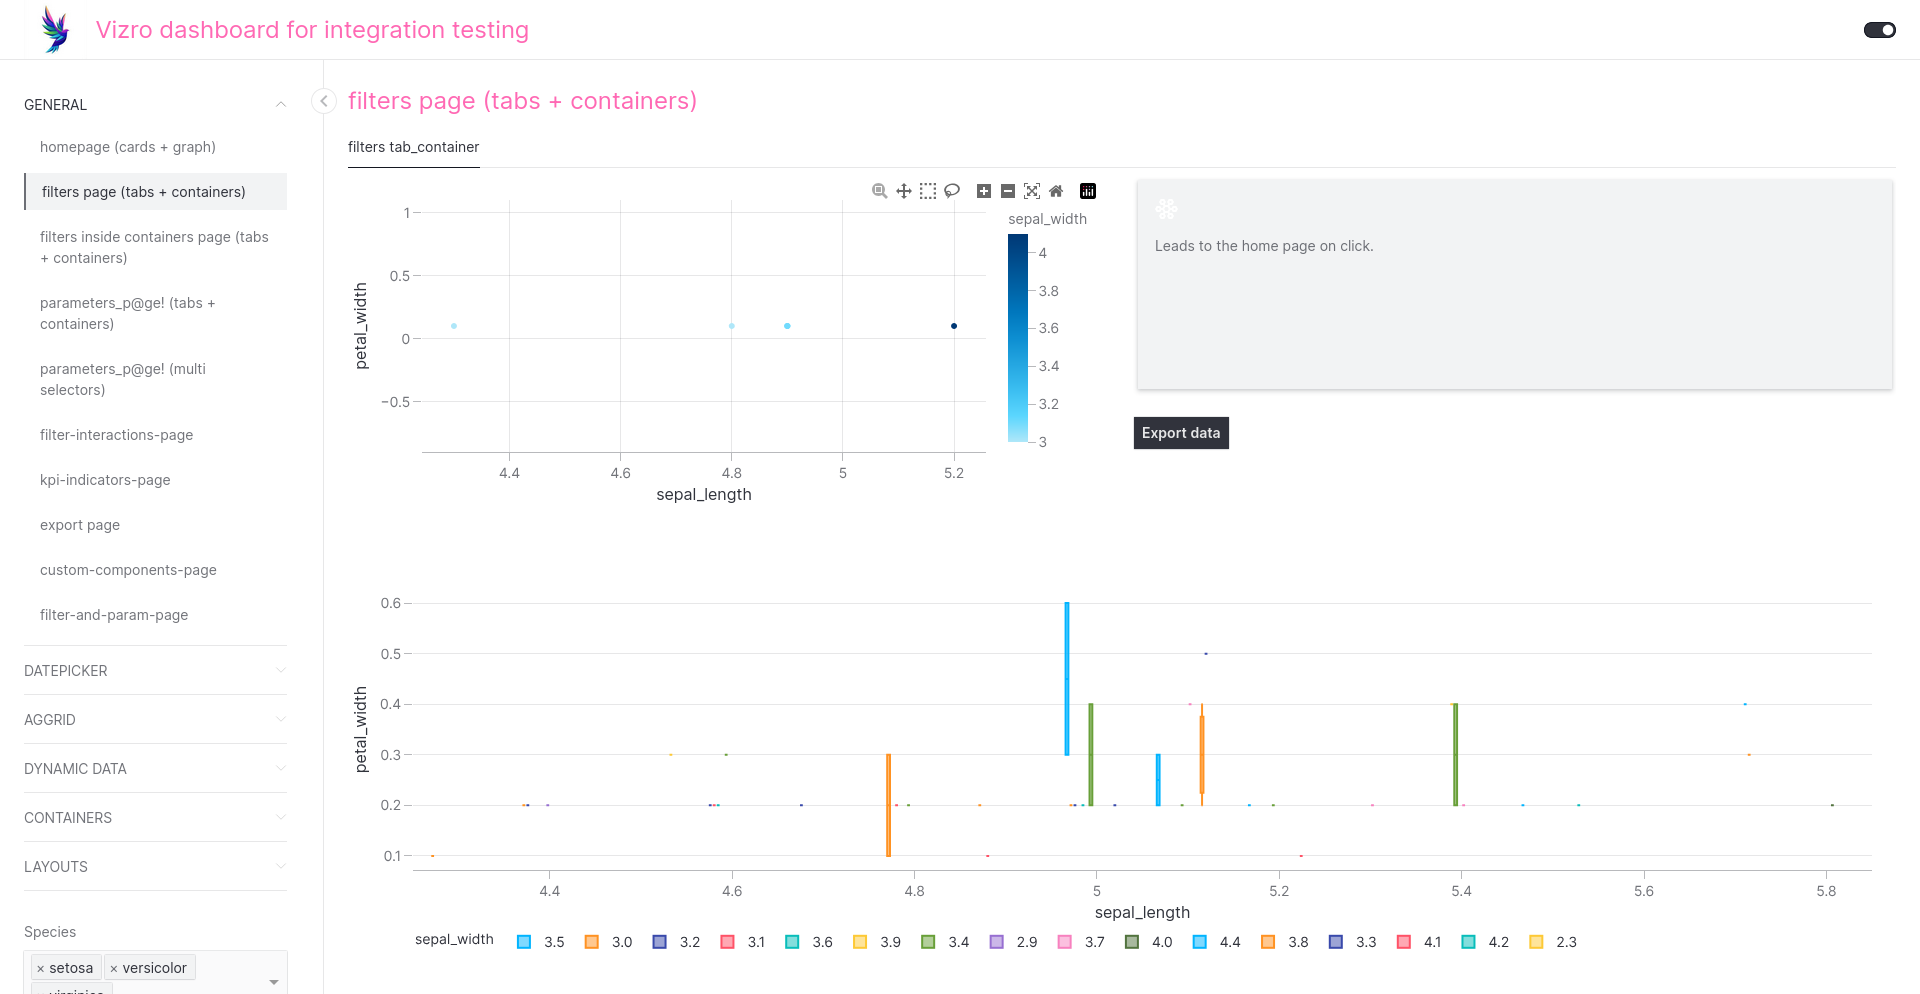 Vizro dashboard for integration testing
GENERAL
homepage (cards + graph)
filters page (tabs + containers)
filters inside containers page (tabs
+ containers)
parameters_p@ge! (tabs +
containers)
parameters_p@ge! (multi
selectors)
filter-interactions-page
kpi-indicators-page
export page
custom-components-page
filter-and-param-page
DATEPICKER
AGGRID
DYNAMIC DATA
CONTAINERS
LAYOUTS
Species
× setosa × versicolor
filters page (tabs + containers)
filters tab_container
petal_width
1
0.5
0
−0.5
4.4 4.6 4.8 5 5.2
sepal_length
sepal_width
4
3.8
3.6
3.4
3.2
3
Leads to the home page on click.
Export data
petal_width
0.6
0.5
0.4
0.3
0.2
0.1
4.4 4.6 4.8 5 5.2 5.4 5.6 5.8
sepal_length
sepal_width 3.5 3.0 3.2 3.1 3.6 3.9 3.4 2.9 3.7 4.0 4.4 3.8 3.3 4.1 4.2 2.3